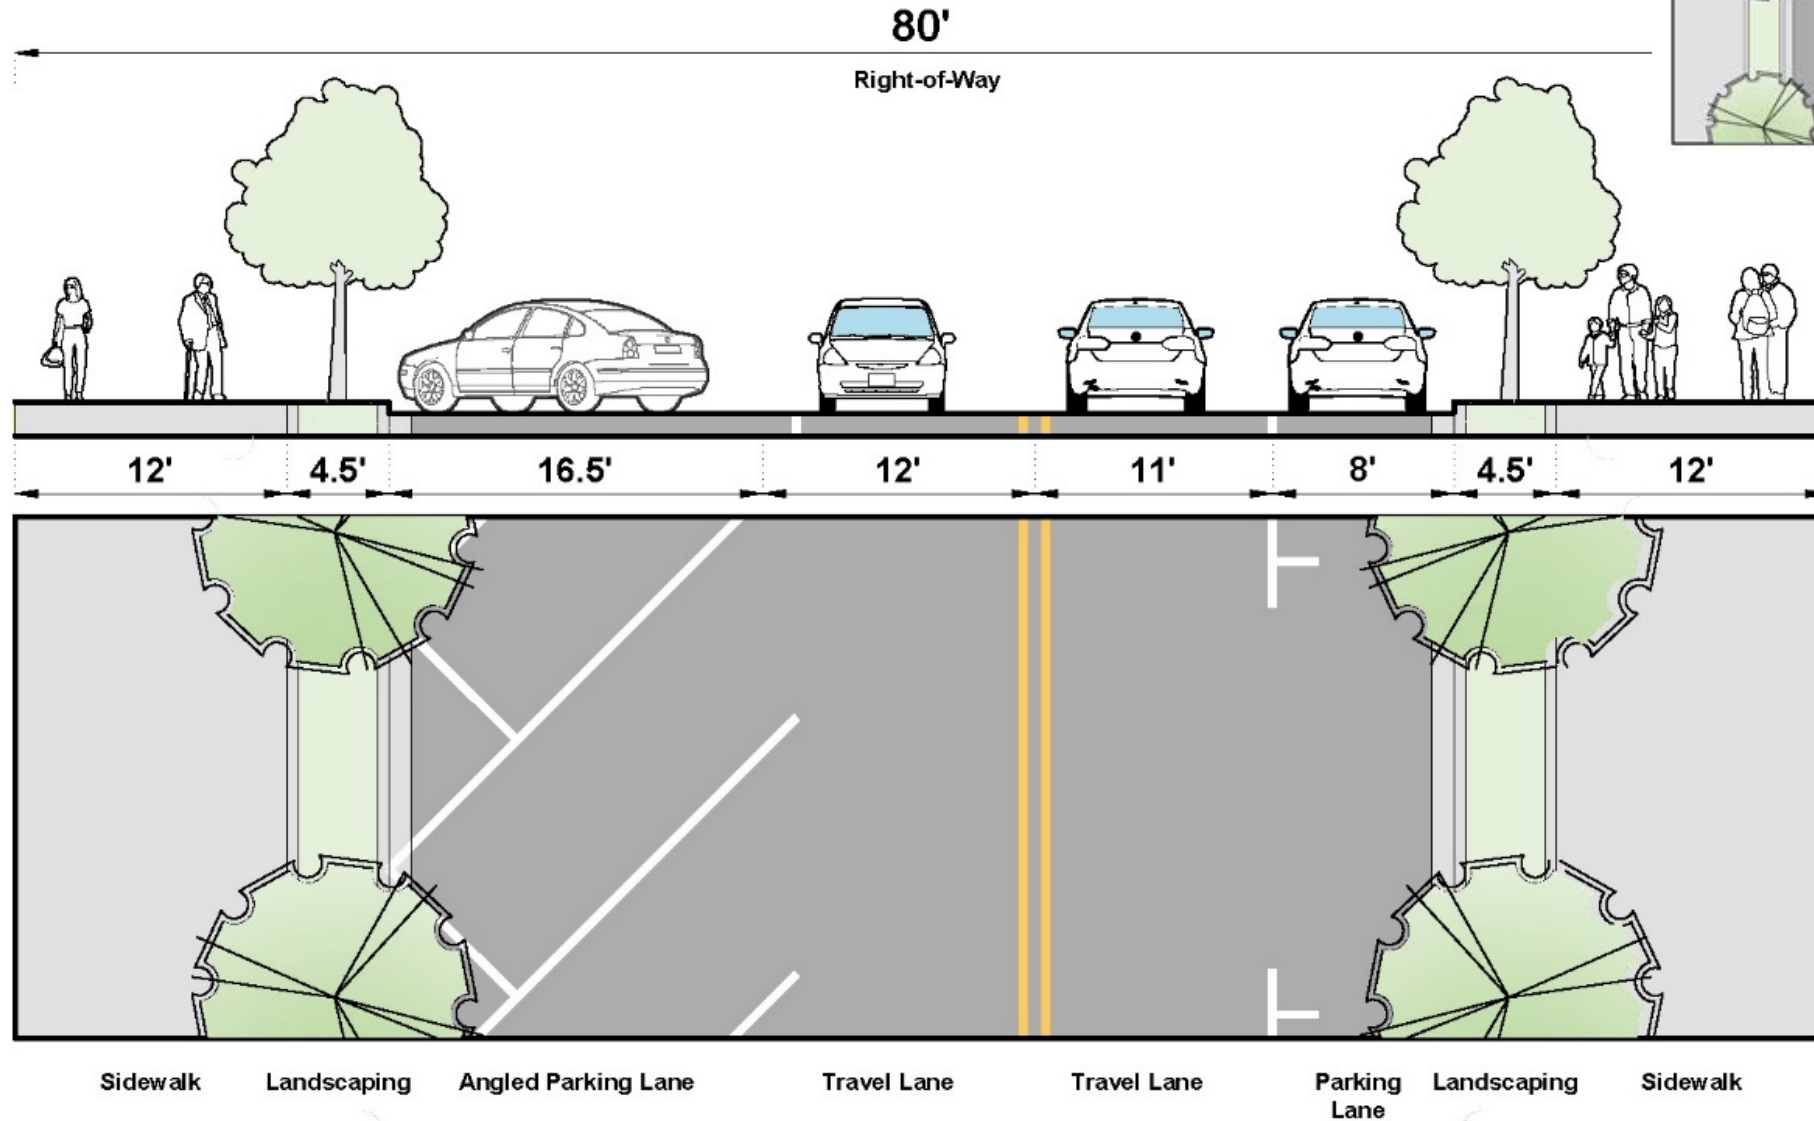 80'
Right-of-Way
12' 4.5' 16.5' 12' 11' 8' 4.5' 12'
Sidewalk Landscaping Angled Parking Lane Travel Lane Travel Lane Parking Landscaping Sidewalk
Lane